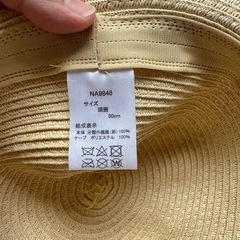 NA9846
サイズ
頭囲
50cm
組成表示
本体 分類外繊維(紙)100%
テープ ポリエステル 100%